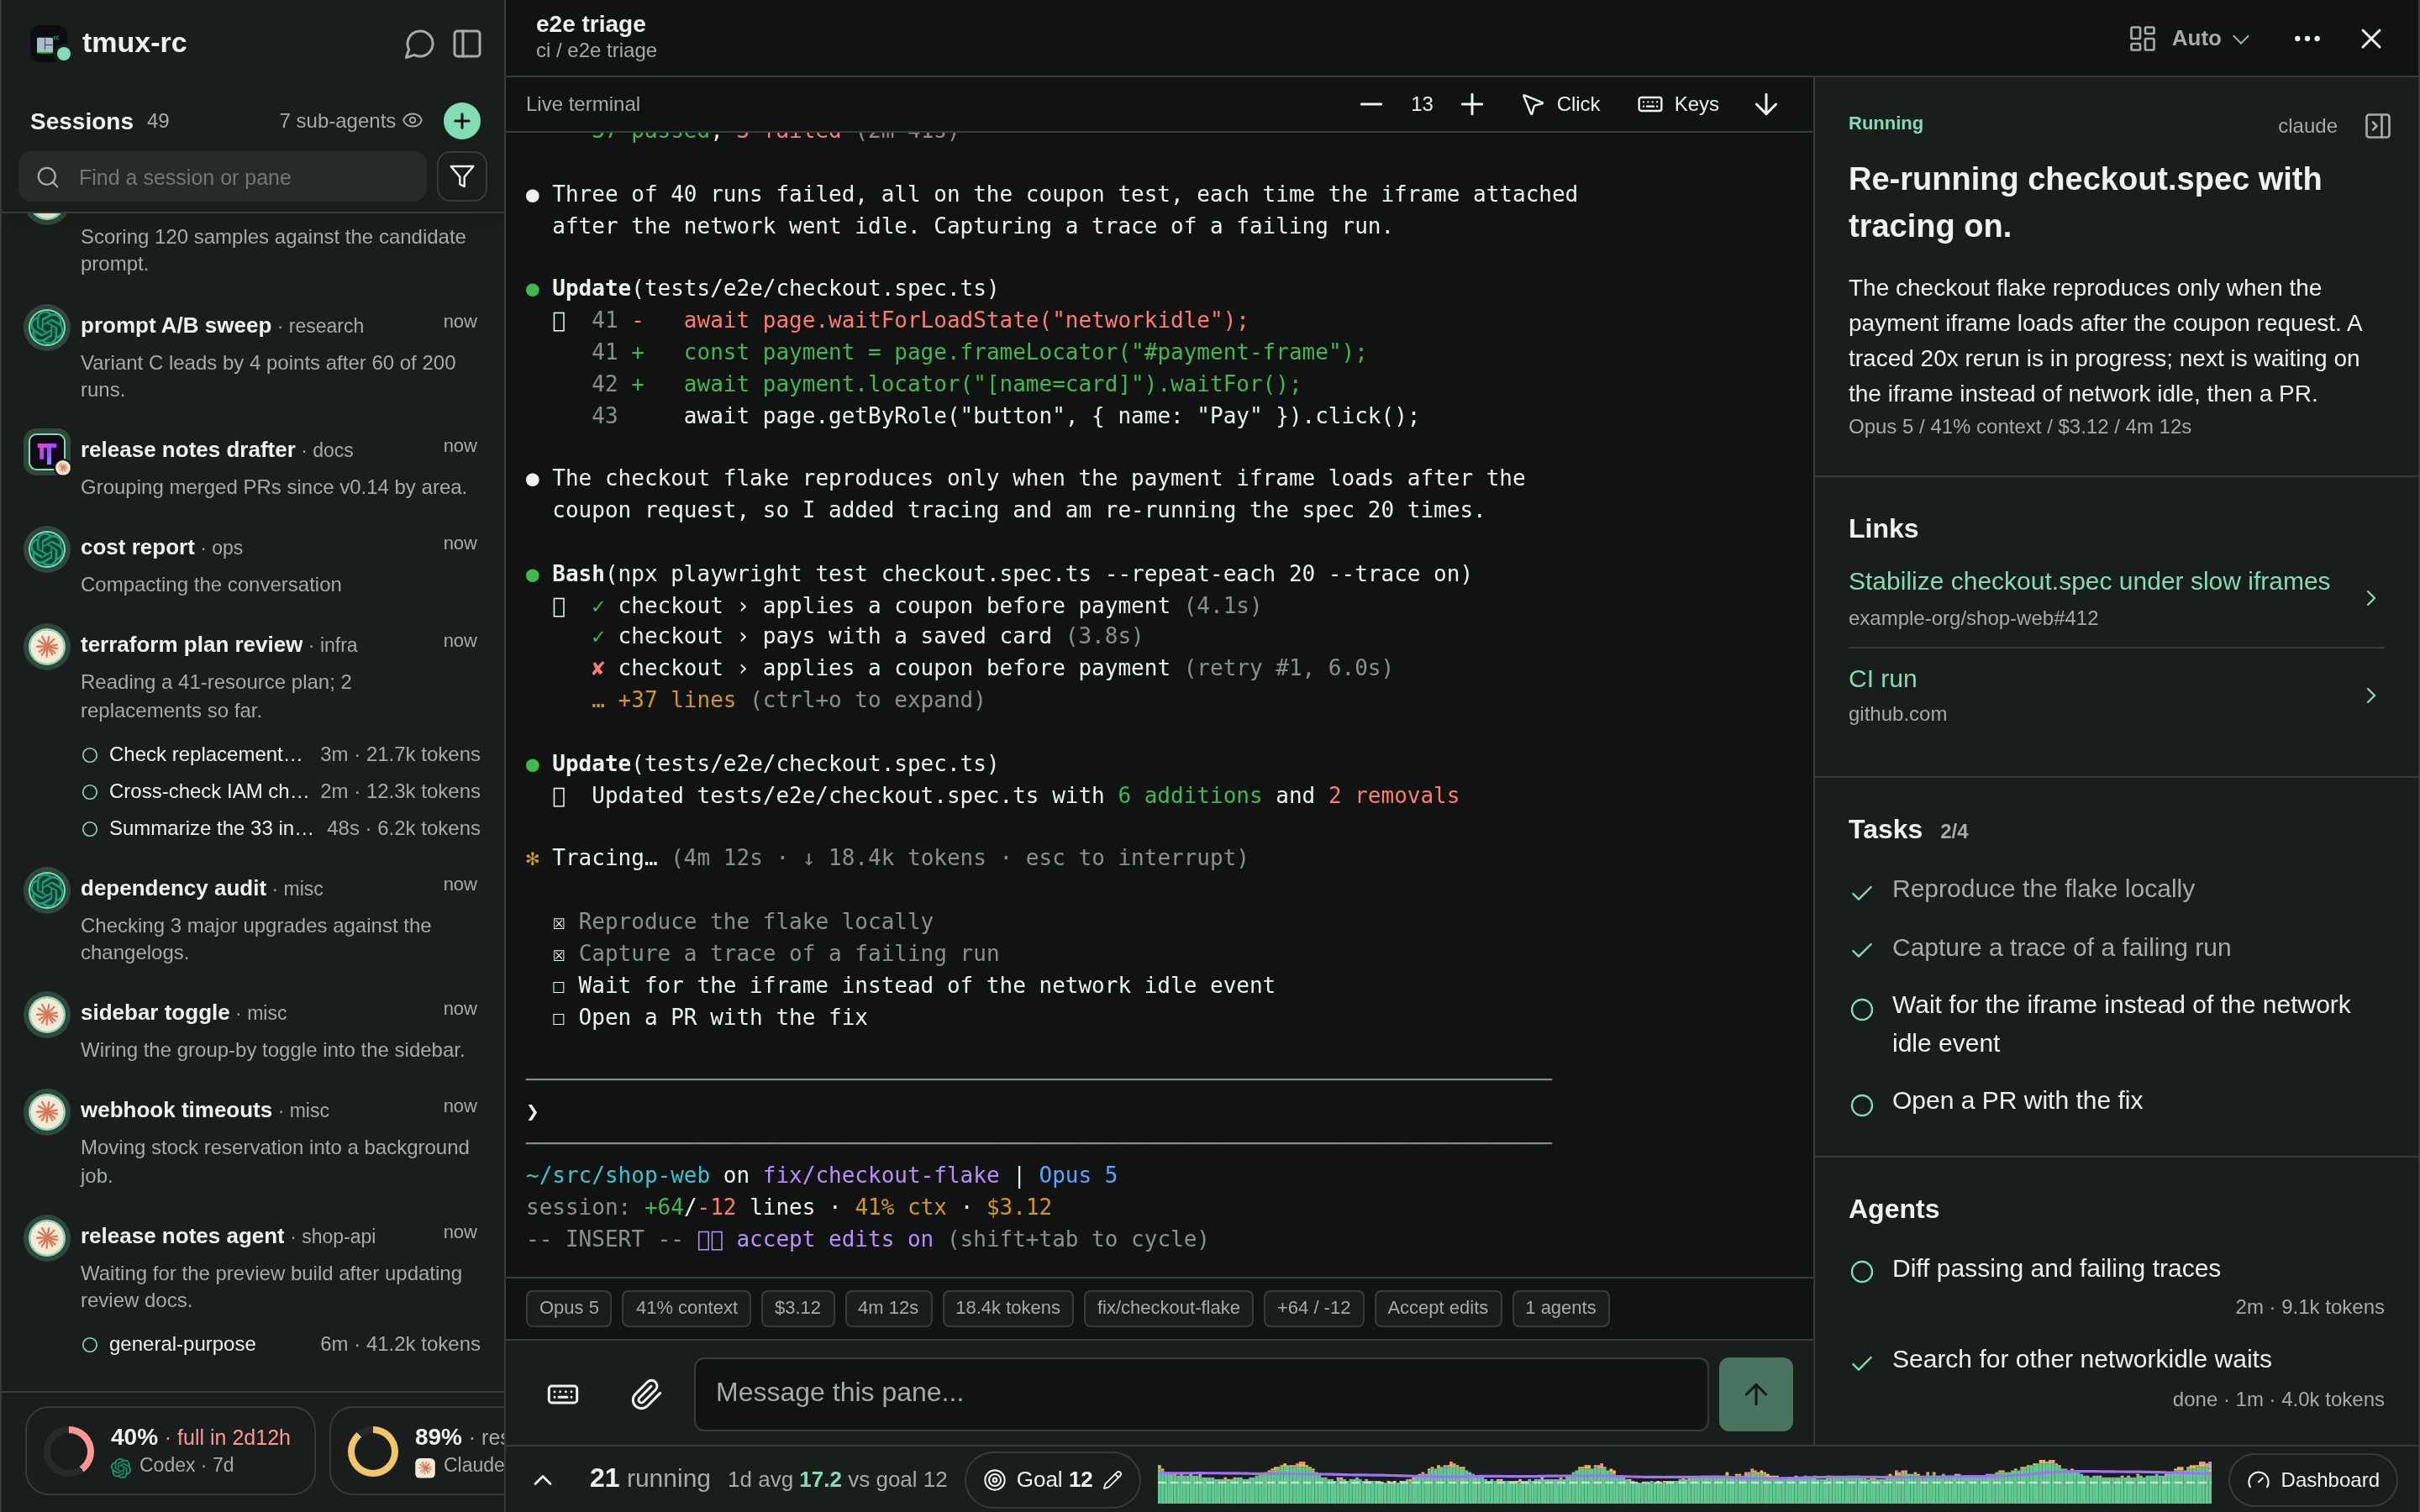 tmux-rc
Sessions 49
7 sub-agents
Find a session or pane
Scoring 120 samples against the candidate
prompt.
prompt A/B sweep · research now
Variant C leads by 4 points after 60 of 200
runs.
release notes drafter · docs now
Grouping merged PRs since v0.14 by area.
cost report · ops now
Compacting the conversation
terraform plan review · infra now
Reading a 41-resource plan; 2
replacements so far.
Check replacement… 3m · 21.7k tokens
Cross-check IAM ch… 2m · 12.3k tokens
Summarize the 33 in… 48s · 6.2k tokens
dependency audit · misc now
Checking 3 major upgrades against the
changelogs.
sidebar toggle · misc now
Wiring the group-by toggle into the sidebar.
webhook timeouts · misc now
Moving stock reservation into a background
job.
release notes agent · shop-api now
Waiting for the preview build after updating
review docs.
general-purpose 6m · 41.2k tokens
40% · full in 2d12h
Codex · 7d
89% · res
Claude
e2e triage
ci / e2e triage
Auto
Live terminal
13
Click
Keys
37 passed, 3 failed (2m 41s)
● Three of 40 runs failed, all on the coupon test, each time the iframe attached
after the network went idle. Capturing a trace of a failing run.
● Update(tests/e2e/checkout.spec.ts)
41 - await page.waitForLoadState("networkidle");
41 + const payment = page.frameLocator("#payment-frame");
42 + await payment.locator("[name=card]").waitFor();
43 await page.getByRole("button", { name: "Pay" }).click();
● The checkout flake reproduces only when the payment iframe loads after the
coupon request, so I added tracing and am re-running the spec 20 times.
● Bash(npx playwright test checkout.spec.ts --repeat-each 20 --trace on)
✓ checkout › applies a coupon before payment (4.1s)
✓ checkout › pays with a saved card (3.8s)
✘ checkout › applies a coupon before payment (retry #1, 6.0s)
… +37 lines (ctrl+o to expand)
● Update(tests/e2e/checkout.spec.ts)
Updated tests/e2e/checkout.spec.ts with 6 additions and 2 removals
✻ Tracing… (4m 12s · ↓ 18.4k tokens · esc to interrupt)
☒ Reproduce the flake locally
☒ Capture a trace of a failing run
☐ Wait for the iframe instead of the network idle event
☐ Open a PR with the fix
❯
~/src/shop-web on fix/checkout-flake | Opus 5
session: +64/-12 lines · 41% ctx · $3.12
-- INSERT -- accept edits on (shift+tab to cycle)
Opus 5
41% context
$3.12
4m 12s
18.4k tokens
fix/checkout-flake
+64 / -12
Accept edits
1 agents
Message this pane...
21 running 1d avg 17.2 vs goal 12
Goal 12
Dashboard
Running
claude
Re-running checkout.spec with
tracing on.
The checkout flake reproduces only when the
payment iframe loads after the coupon request. A
traced 20x rerun is in progress; next is waiting on
the iframe instead of network idle, then a PR.
Opus 5 / 41% context / $3.12 / 4m 12s
Links
Stabilize checkout.spec under slow iframes
example-org/shop-web#412
CI run
github.com
Tasks 2/4
Reproduce the flake locally
Capture a trace of a failing run
Wait for the iframe instead of the network
idle event
Open a PR with the fix
Agents
Diff passing and failing traces
2m · 9.1k tokens
Search for other networkidle waits
done · 1m · 4.0k tokens